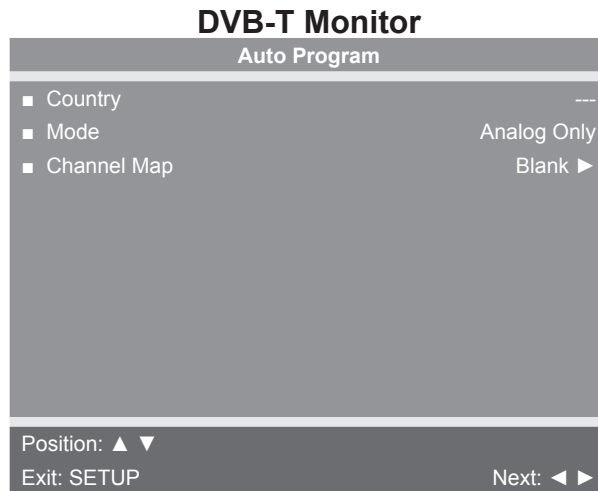 DVB-T Monitor
Auto Program
■ Country ---
■ Mode Analog Only
■ Channel Map Blank ►
Position: ▲ ▼
Exit: SETUP Next: ◄ ►